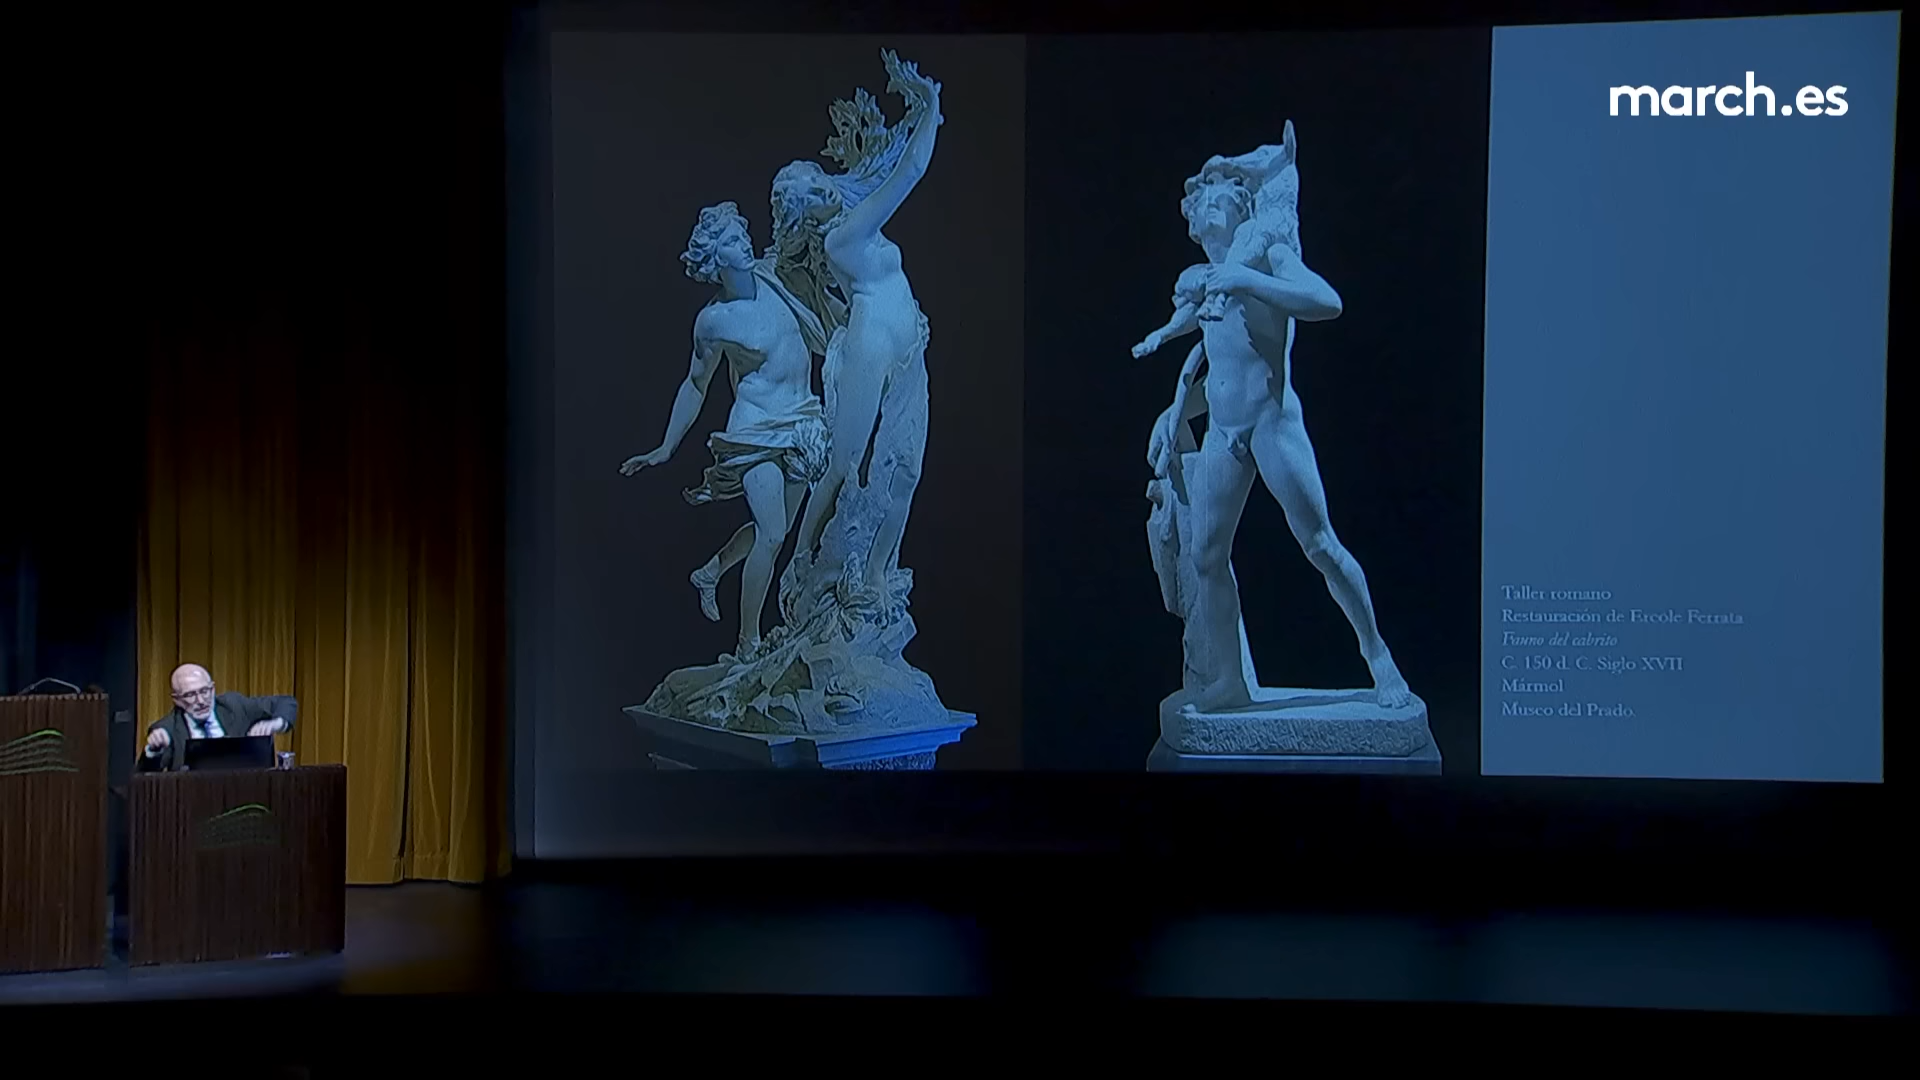 march.es
Taller romano
Restauración de Ercole Ferrata
Fauno del cabrito
C. 150 d. C. Siglo XVII
Mármol
Museo del Prado.